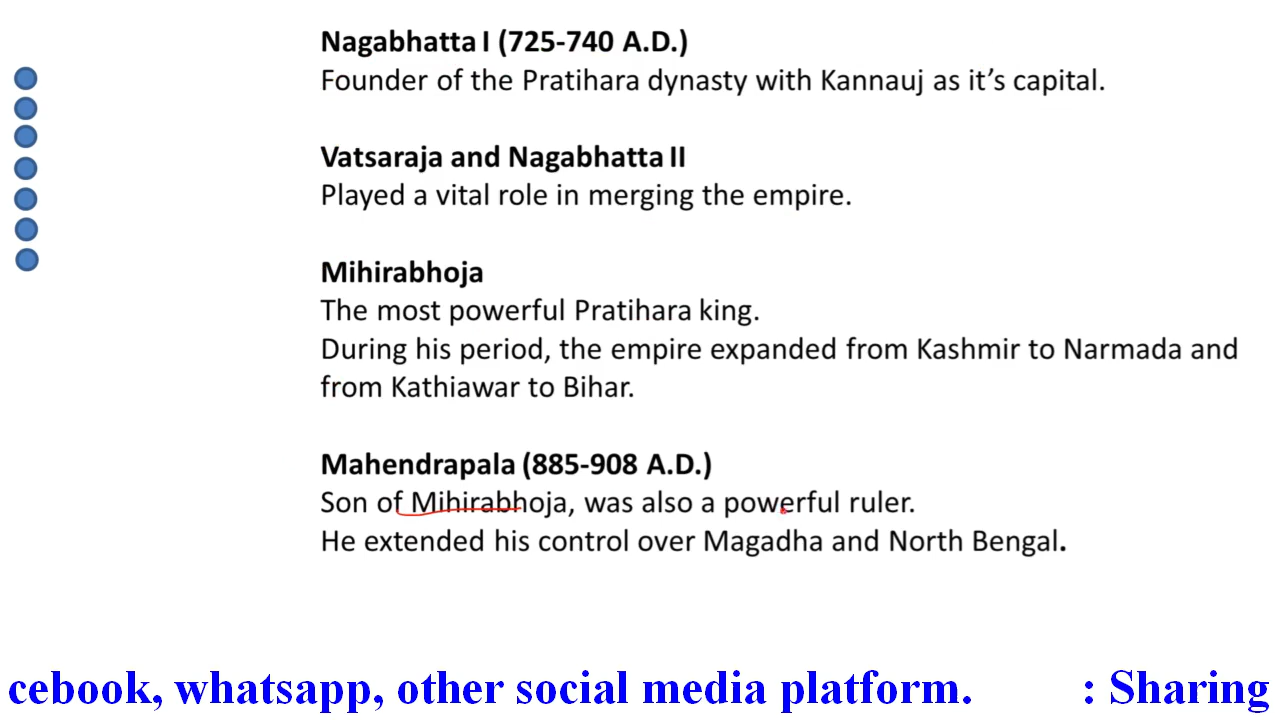 Nagabhatta I (725-740 A.D.)
Founder of the Pratihara dynasty with Kannauj as it's capital.
Vatsaraja and Nagabhatta II
Played a vital role in merging the empire.
Mihirabhoja
The most powerful Pratihara king.
During his period, the empire expanded from Kashmir to Narmada and
from Kathiawar to Bihar.
Mahendrapala (885-908 A.D.)
Son of Mihirabhoja, was also a powerful ruler.
He extended his control over Magadha and North Bengal.
cebook, whatsapp, other social media platform. : Sharing